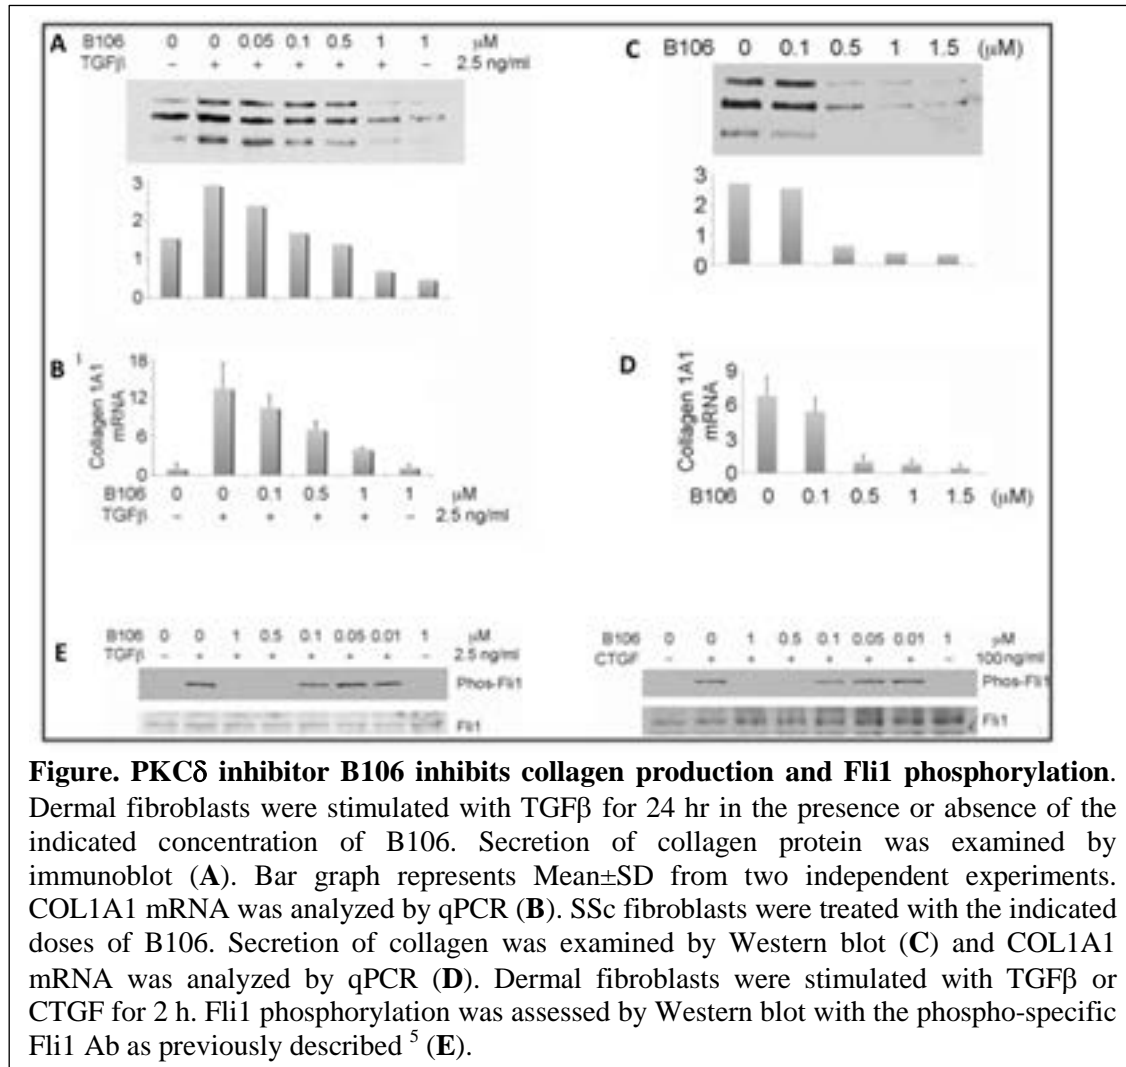 A B106 0 0 0.05 0.1 0.5 1 1 μM
TGFβ - + + + + + - 2.5 ng/ml
3
2
1
0
B
Collagen 1A1
mRNA
18
12
6
0
B106 0 0 0.1 0.5 1 1 μM
TGFβ - + + + + - 2.5 ng/ml
C B106 0 0.1 0.5 1 1.5 (μM)
3
2
1
0
D
Collagen 1A1
mRNA
9
6
3
0
B106 0 0.1 0.5 1 1.5 (μM)
E
B106 0 0 1 0.5 0.1 0.05 0.01 1 μM
TGFβ - + + + + + + - 2.5 ng/ml
Phos-Fli1
Fli1
B106 0 0 1 0.5 0.1 0.05 0.01 1 μM
CTGF - + + + + + + - 100ng/ml
Phos-Fli1
Fli1
Figure. PKCδ inhibitor B106 inhibits collagen production and Fli1 phosphorylation.
Dermal fibroblasts were stimulated with TGFβ for 24 hr in the presence or absence of the
indicated concentration of B106. Secretion of collagen protein was examined by
immunoblot (A). Bar graph represents Mean±SD from two independent experiments.
COL1A1 mRNA was analyzed by qPCR (B). SSc fibroblasts were treated with the indicated
doses of B106. Secretion of collagen was examined by Western blot (C) and COL1A1
mRNA was analyzed by qPCR (D). Dermal fibroblasts were stimulated with TGFβ or
CTGF for 2 h. Fli1 phosphorylation was assessed by Western blot with the phospho-specific
Fli1 Ab as previously described 5 (E).